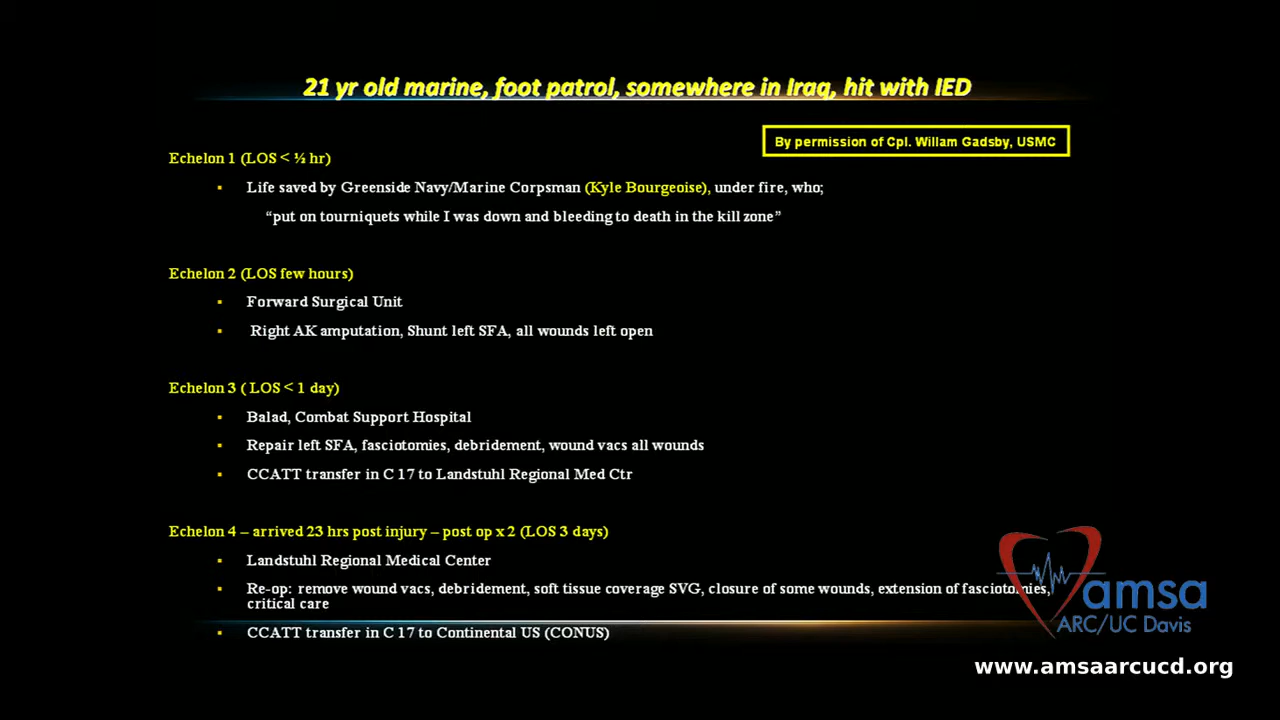 21 yr old marine, foot patrol, somewhere in Iraq, hit with IED
By permission of Cpl. Willam Gadsby, USMC
Echelon 1 (LOS < ½ hr)
▪ Life saved by Greenside Navy/Marine Corpsman (Kyle Bourgeoise), under fire, who;
“put on tourniquets while I was down and bleeding to death in the kill zone”
Echelon 2 (LOS few hours)
▪ Forward Surgical Unit
▪ Right AK amputation, Shunt left SFA, all wounds left open
Echelon 3 ( LOS < 1 day)
▪ Balad, Combat Support Hospital
▪ Repair left SFA, fasciotomies, debridement, wound vacs all wounds
▪ CCATT transfer in C 17 to Landstuhl Regional Med Ctr
Echelon 4 – arrived 23 hrs post injury – post op x 2 (LOS 3 days)
▪ Landstuhl Regional Medical Center
▪ Re-op: remove wound vacs, debridement, soft tissue coverage SVG, closure of some wounds, extension of fasciotomies,
critical care
▪ CCATT transfer in C 17 to Continental US (CONUS)
amsa
ARC/UC Davis
www.amsaarcucd.org